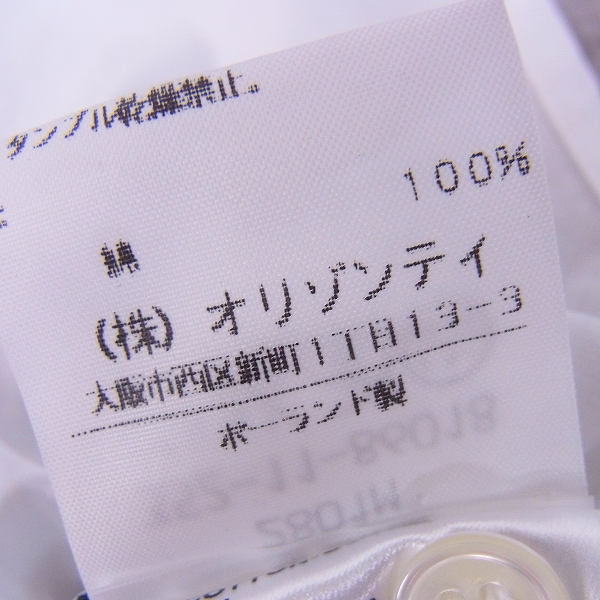 タンブル乾燥禁止。
綿 100%
(株) オリゾンティ
大阪市西区新町1丁目13-3
ポーランド製